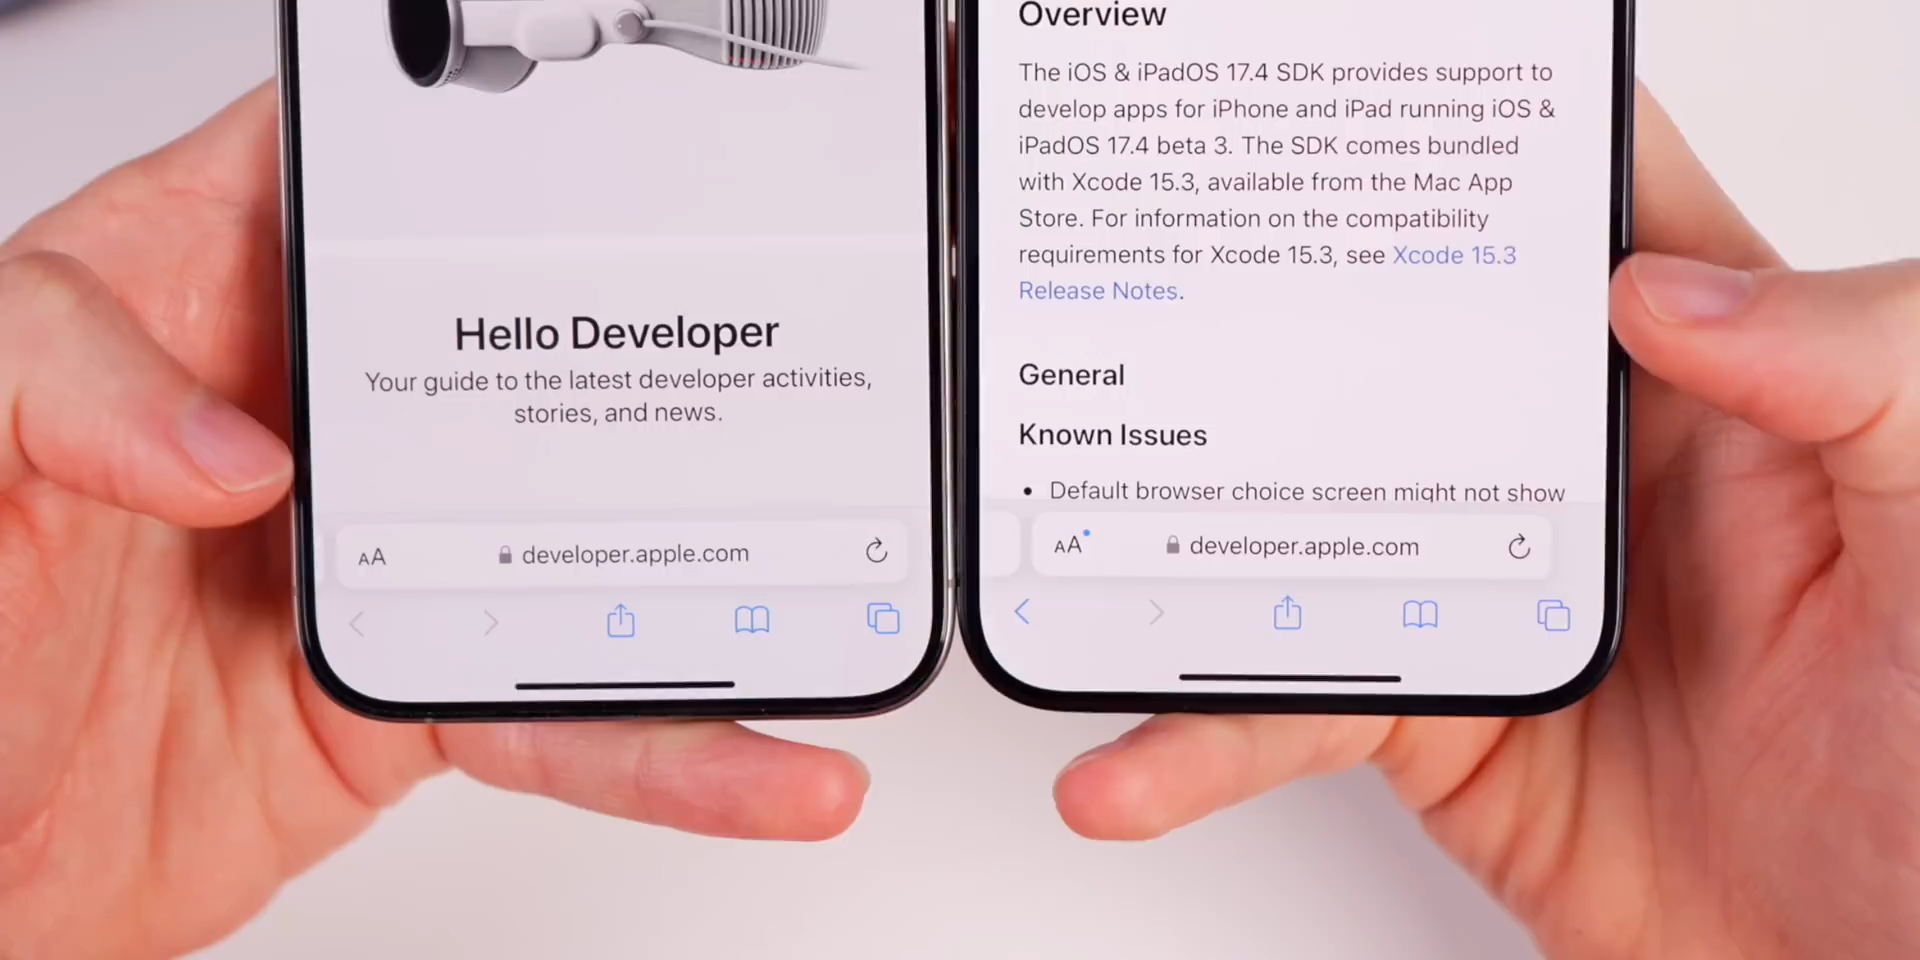 Hello Developer
Your guide to the latest developer activities,
stories, and news.
AA developer.apple.com
Overview
The iOS & iPadOS 17.4 SDK provides support to
develop apps for iPhone and iPad running iOS &
iPadOS 17.4 beta 3. The SDK comes bundled
with Xcode 15.3, available from the Mac App
Store. For information on the compatibility
requirements for Xcode 15.3, see Xcode 15.3
Release Notes.
General
Known Issues
• Default browser choice screen might not show
AA developer.apple.com